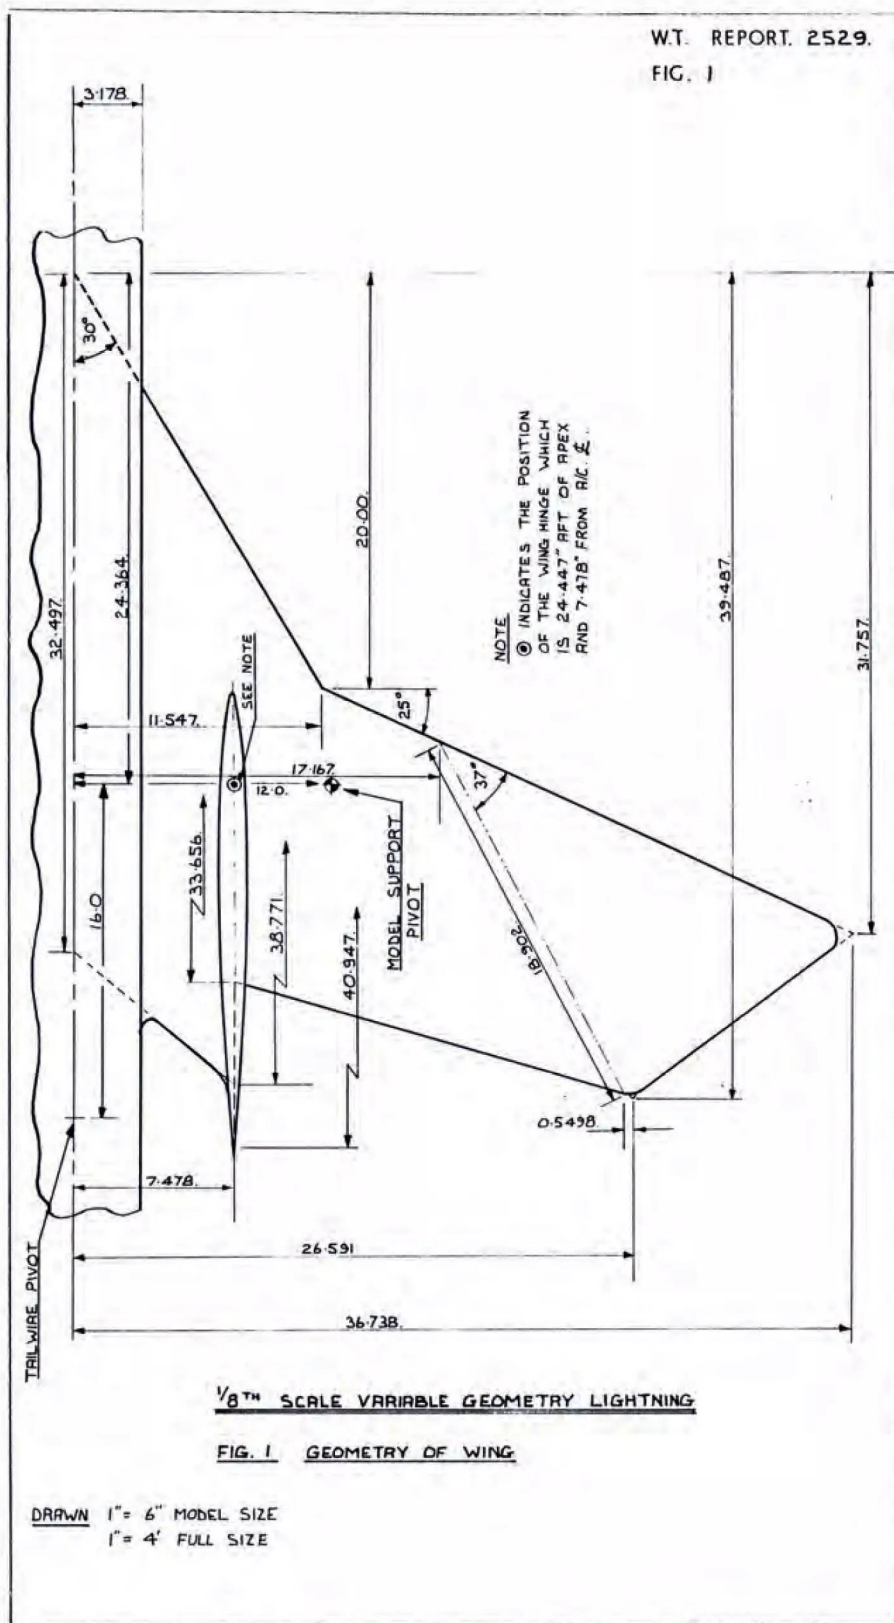 W.T. REPORT. 2529.
FIG. 1
3·178.
30°
32·497.
24·364.
20·00.
39·487.
31·757.
NOTE
◉ INDICATES THE POSITION
OF THE WING HINGE WHICH
IS 24·447" AFT OF APEX
AND 7·478" FROM A/C. ℄.
SEE NOTE
11·547.
25°
17·167.
12·0.
37°
33·656.
16·0
38·771.
MODEL SUPPORT
PIVOT
40·947.
18·902
0·5498.
7·478.
26·591
36·738.
TAILWIRE PIVOT
1/8TH SCALE VARIABLE GEOMETRY LIGHTNING
FIG. 1 GEOMETRY OF WING
DRAWN 1" = 6" MODEL SIZE
1" = 4' FULL SIZE